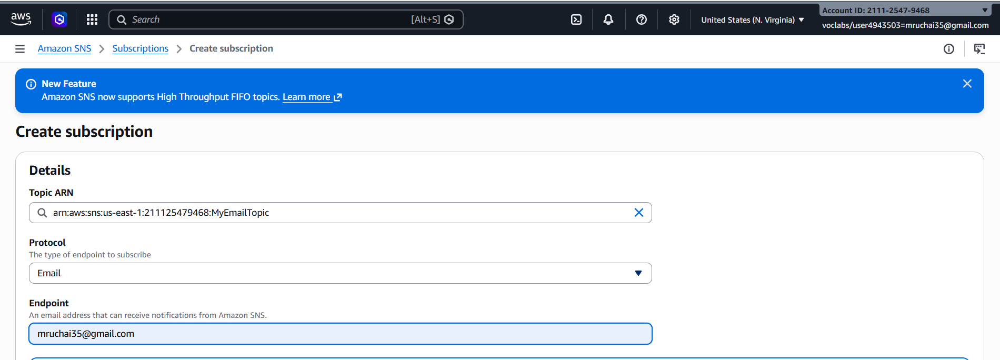 aws
Search
[Alt+S]
United States (N. Virginia)
Account ID: 2111-2547-9468
voclabs/user4943503=mruchai35@gmail.com
Amazon SNS
Subscriptions
Create subscription
New Feature
Amazon SNS now supports High Throughput FIFO topics. Learn more
Create subscription
Details
Topic ARN
arn:aws:sns:us-east-1:211125479468:MyEmailTopic
Protocol
The type of endpoint to subscribe
Email
Endpoint
An email address that can receive notifications from Amazon SNS.
mruchai35@gmail.com